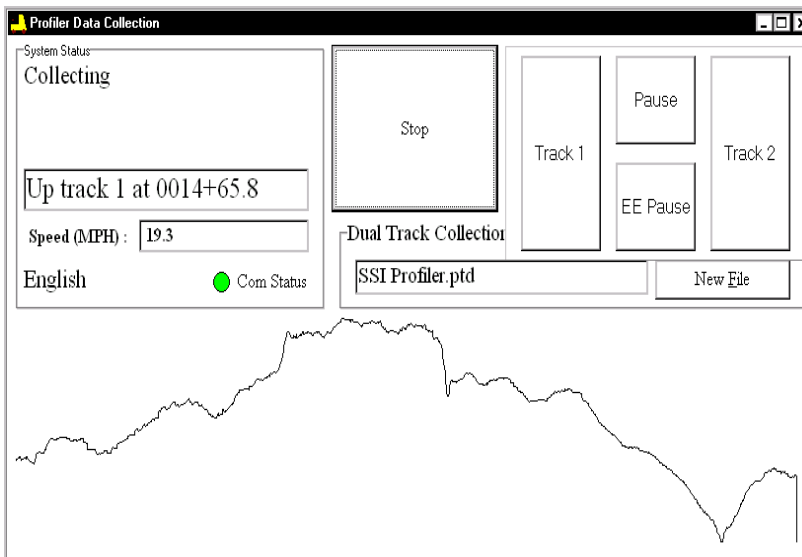 Profiler Data Collection
System Status
Collecting
Up track 1 at 0014+65.8
Speed (MPH) : 19.3
English
Com Status
Stop
Track 1
Pause
EE Pause
Track 2
Dual Track Collection
SSI Profiler.ptd
New File